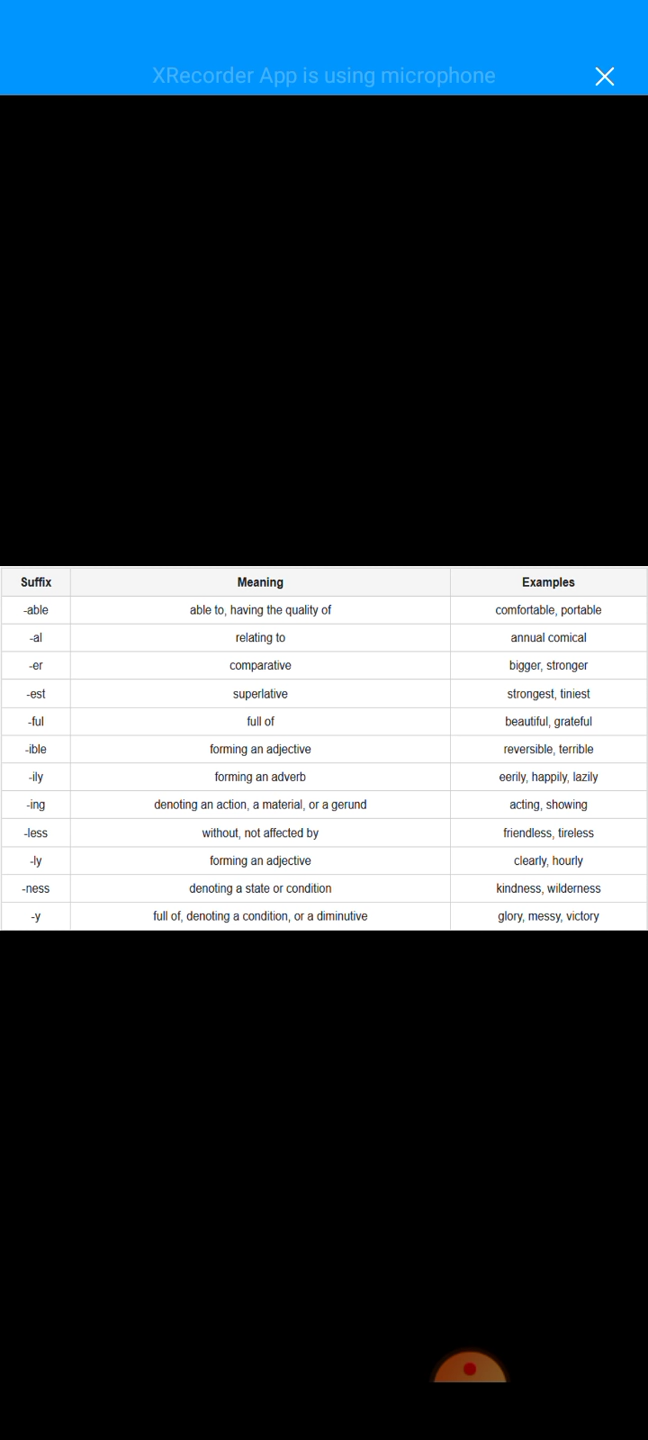 XRecorder App is using microphone
Suffix Meaning Examples
-able able to, having the quality of comfortable, portable
-al relating to annual comical
-er comparative bigger, stronger
-est superlative strongest, tiniest
-ful full of beautiful, grateful
-ible forming an adjective reversible, terrible
-ily forming an adverb eerily, happily, lazily
-ing denoting an action, a material, or a gerund acting, showing
-less without, not affected by friendless, tireless
-ly forming an adjective clearly, hourly
-ness denoting a state or condition kindness, wilderness
-y full of, denoting a condition, or a diminutive glory, messy, victory